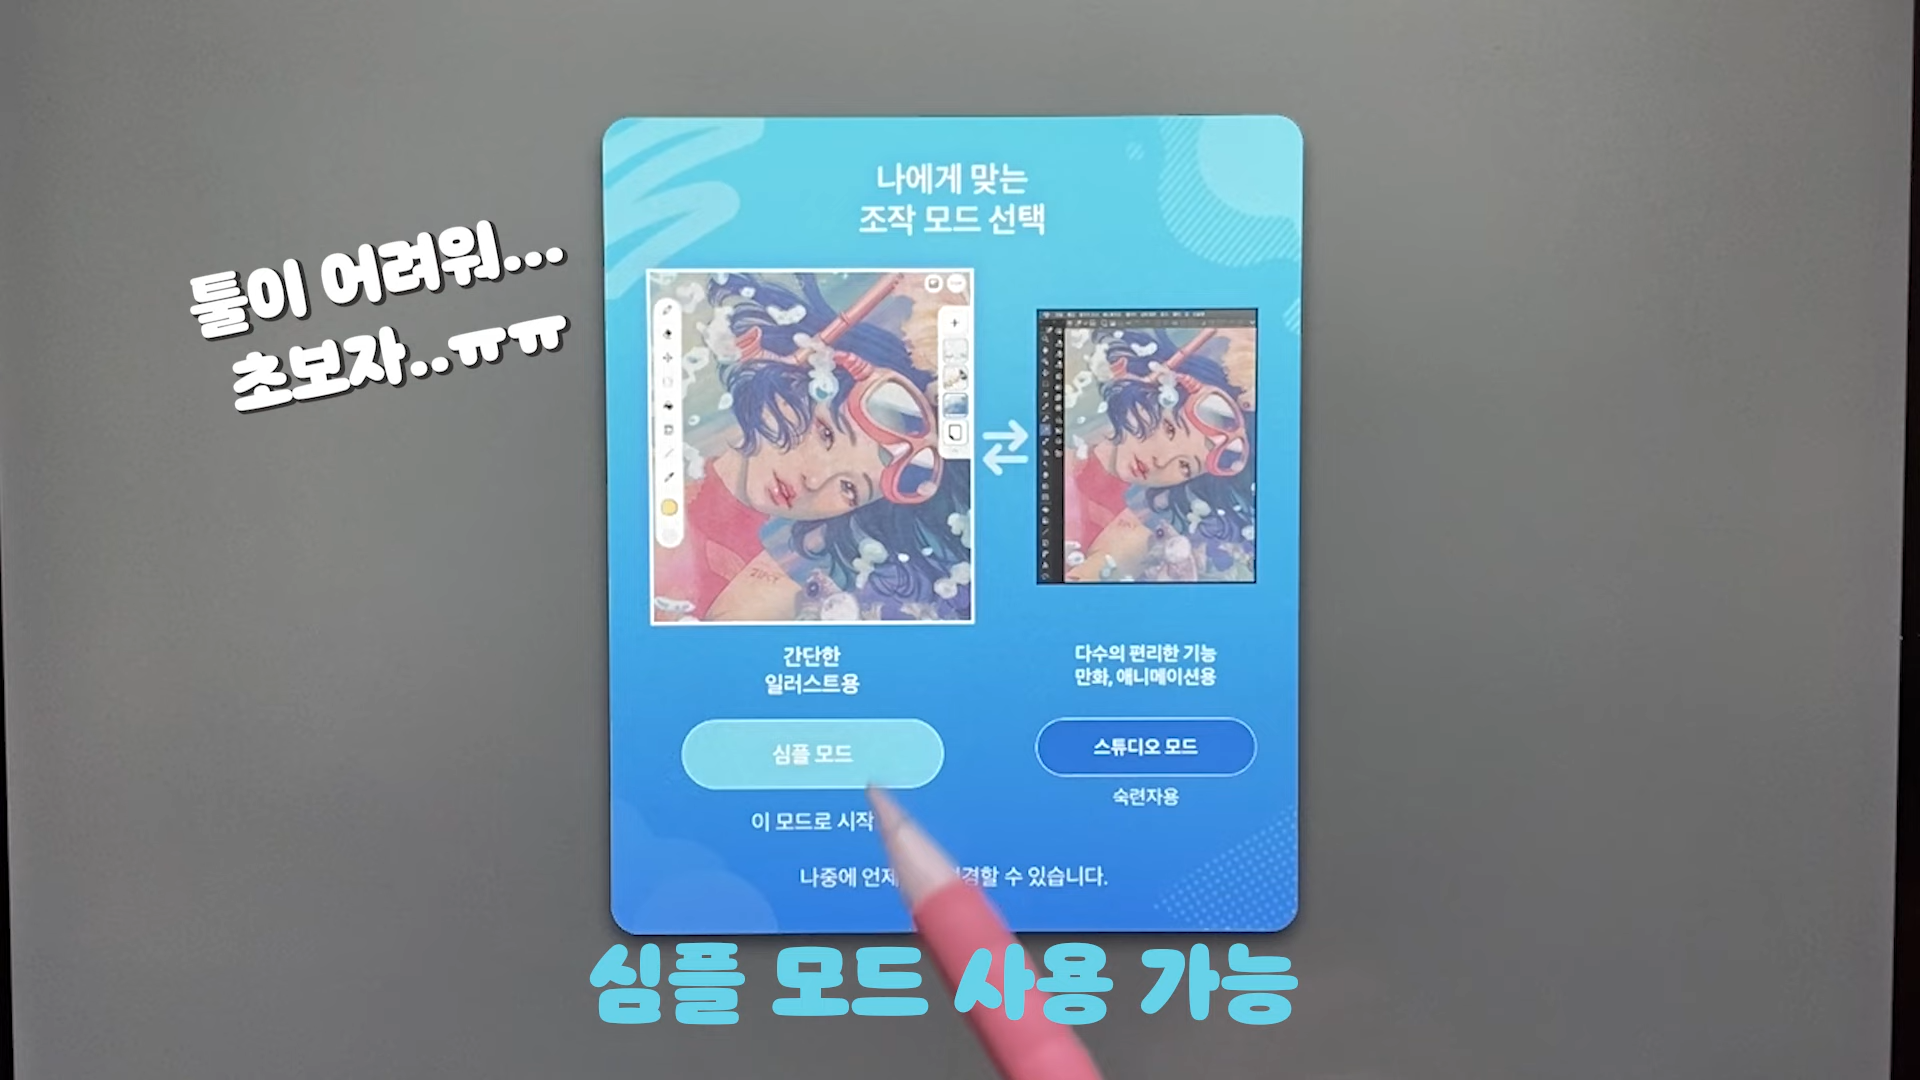 나에게 맞는
조작 모드 선택
툴이 어려워...
초보자..ㅠㅠ
간단한
일러스트용
다수의 편리한 기능
만화, 애니메이션용
심플 모드
스튜디오 모드
숙련자용
이 모드로 시작
나중에 할 수 있습니다.
심플 모드 사용 가능